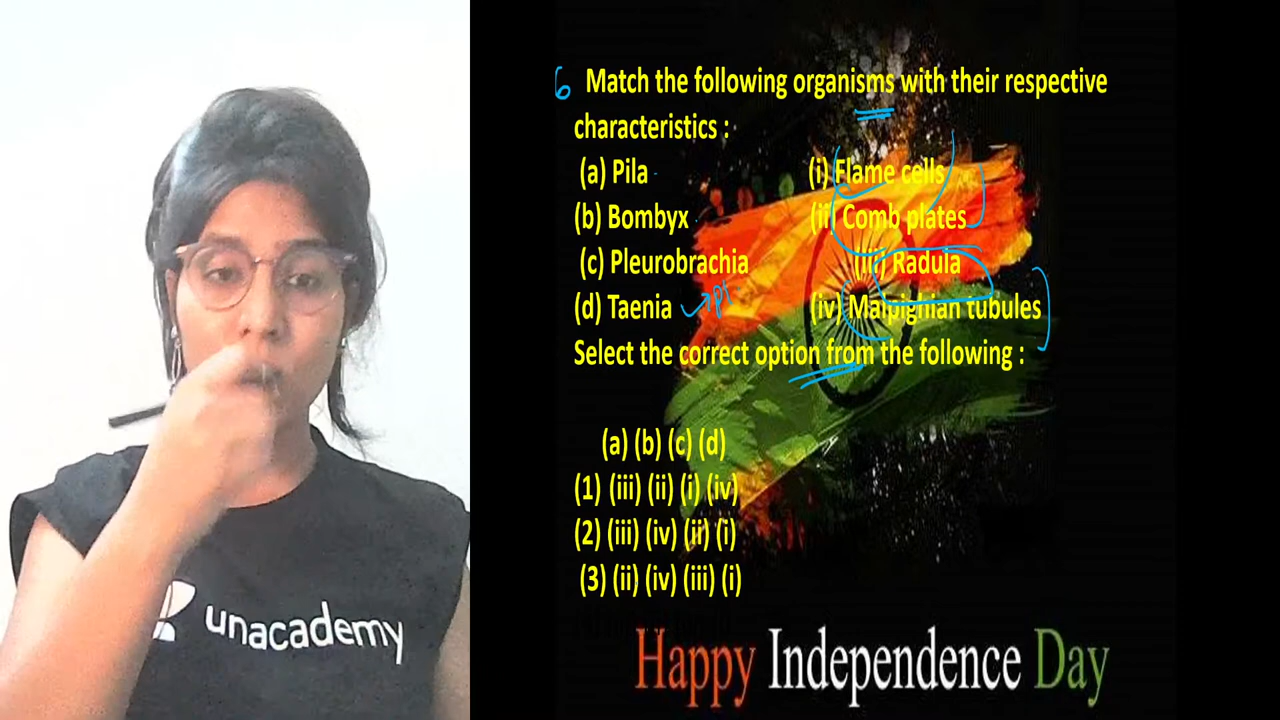 6 Match the following organisms with their respective
characteristics :
(a) Pila (i) Flame cells
(b) Bombyx (ii) Comb plates
(c) Pleurobrachia (iii) Radula
(d) Taenia (iv) Malpighian tubules
Select the correct option from the following :
(a) (b) (c) (d)
(1) (iii) (ii) (i) (iv)
(2) (iii) (iv) (ii) (i)
(3) (ii) (iv) (iii) (i)
unacademy
Happy Independence Day